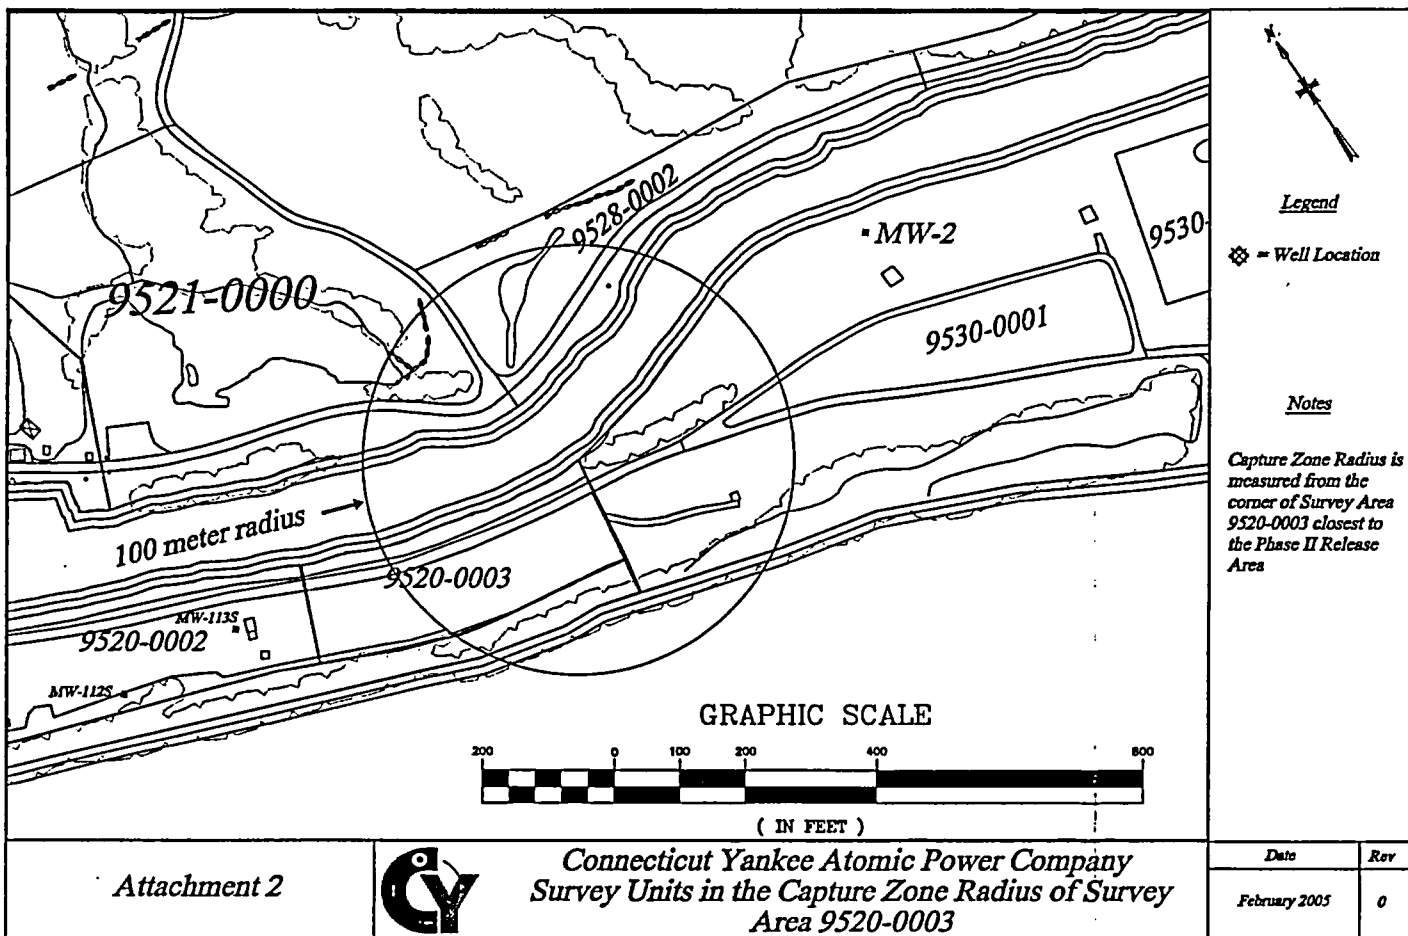 N
9528-0002
MW-2
9530-
Legend
= Well Location
9521-0000
9530-0001
Notes
Capture Zone Radius is
measured from the
corner of Survey Area
9520-0003 closest to
the Phase II Release
Area
100 meter radius
9520-0003
MW-113S
9520-0002
MW-112S
GRAPHIC SCALE
200 0 100 200 400 800
( IN FEET )
Attachment 2
CY
Connecticut Yankee Atomic Power Company
Survey Units in the Capture Zone Radius of Survey
Area 9520-0003
Date Rev
February 2005 0